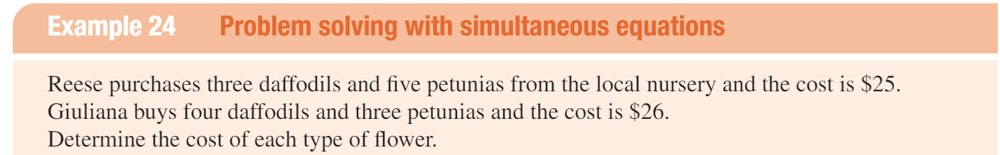 Example 24 Problem solving with simultaneous equations
Reese purchases three daffodils and five petunias from the local nursery and the cost is $25.
Giuliana buys four daffodils and three petunias and the cost is $26.
Determine the cost of each type of flower.